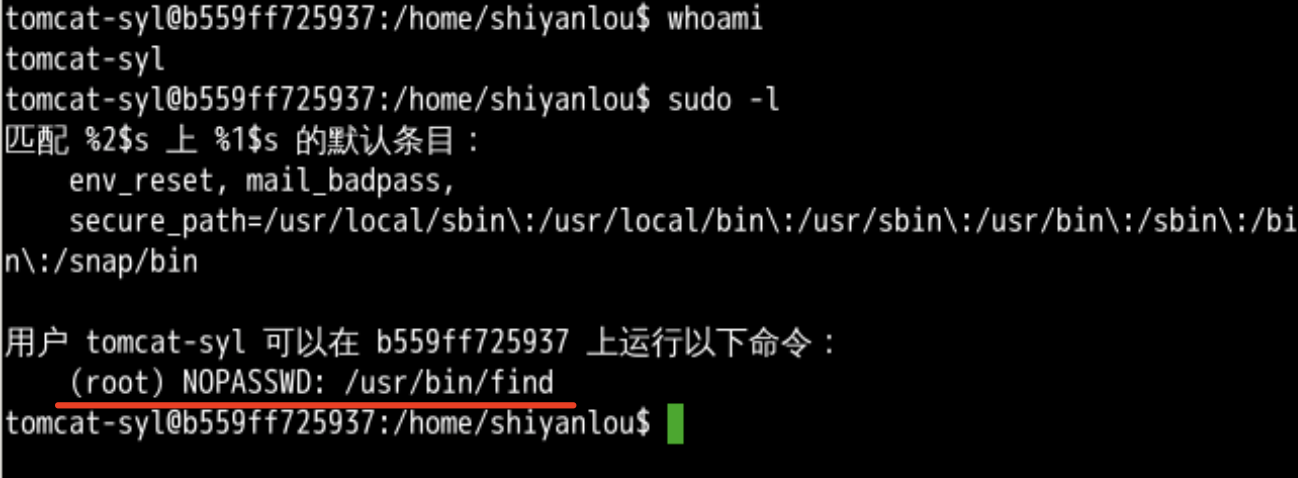 tomcat-syl@b559ff725937:/home/shiyanlou$ whoami
tomcat-syl
tomcat-syl@b559ff725937:/home/shiyanlou$ sudo -l
匹配 %2$s 上 %1$s 的默认条目：
    env_reset, mail_badpass,
    secure_path=/usr/local/sbin\:/usr/local/bin\:/usr/sbin\:/usr/bin\:/sbin\:/bi
n\:/snap/bin

用户 tomcat-syl 可以在 b559ff725937 上运行以下命令：
    (root) NOPASSWD: /usr/bin/find
tomcat-syl@b559ff725937:/home/shiyanlou$